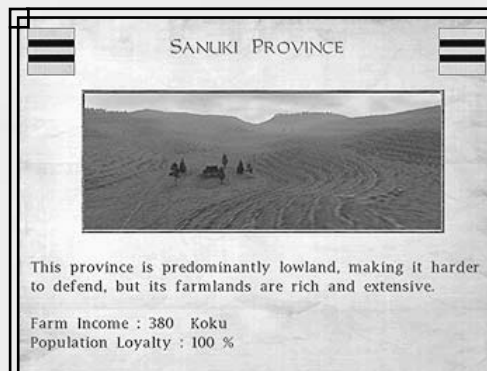 SANUKI PROVINCE
This province is predominantly lowland, making it harder
to defend, but its farmlands are rich and extensive.
Farm Income : 380 Koku
Population Loyalty : 100 %